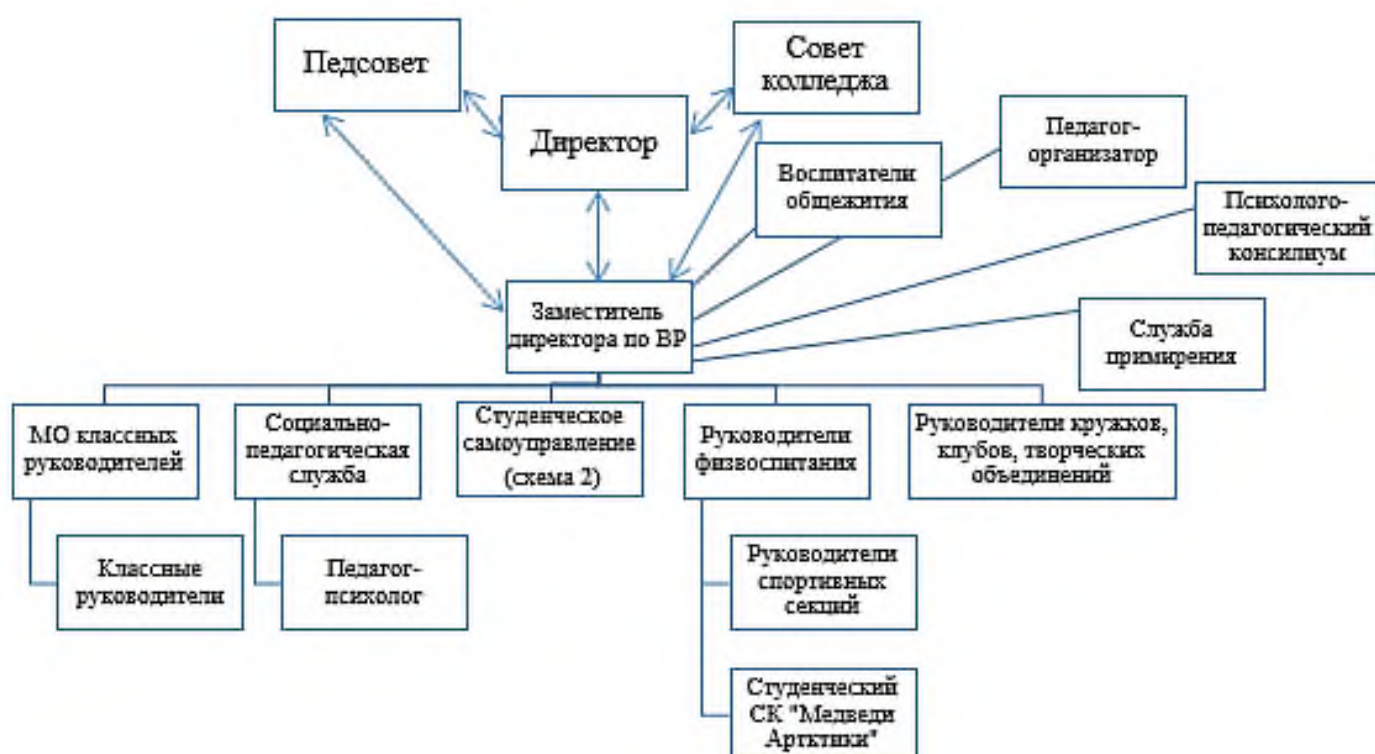 Педсовет
Совет
колледжа
Директор
Педагог-
организатор
Воспитатели
общежития
Психолого-
педагогический
консилиум
Заместитель
директора по ВР
Служба
примирения
МО классных
руководителей
Социально-
педагогическая
служба
Студенческое
самоуправление
(схема 2)
Руководители
физвоспитания
Руководители кружков,
клубов, творческих
объединений
Классные
руководители
Педагог-
психолог
Руководители
спортивных
секций
Студенческий
СК "Медведи
Артктики"